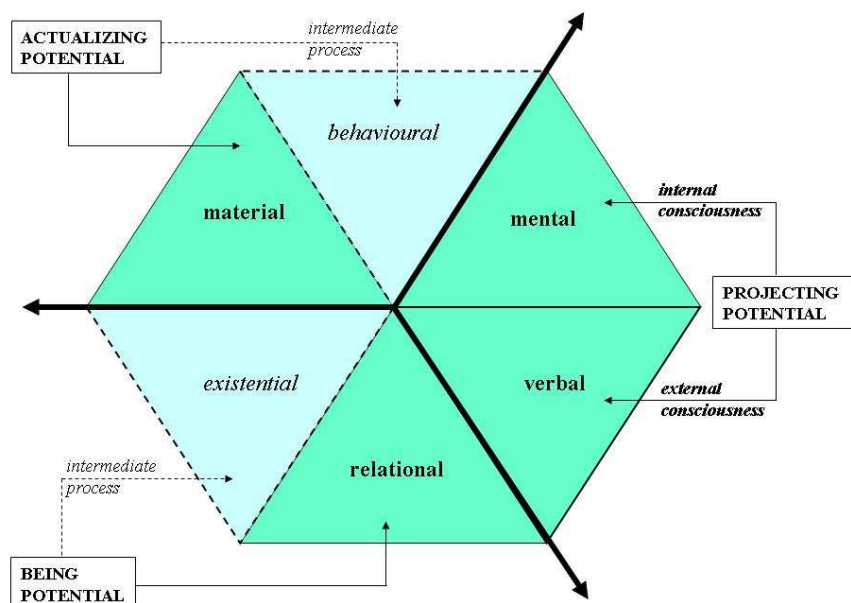 ACTUALIZING
POTENTIAL
intermediate
process
behavioural
material
mental
internal
consciousness
PROJECTING
POTENTIAL
existential
verbal
external
consciousness
intermediate
process
relational
BEING
POTENTIAL